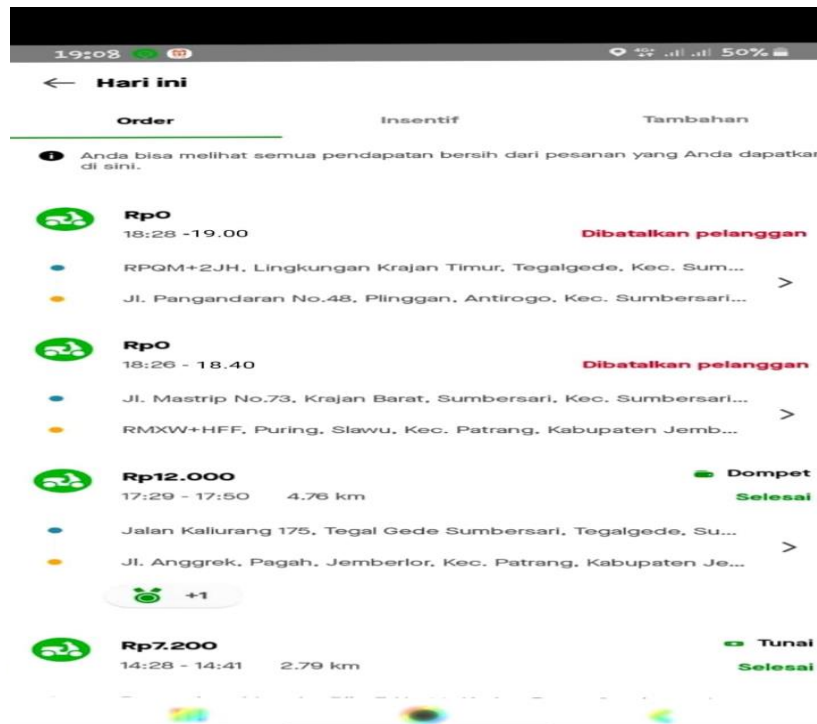 19:08
50%
← Hari ini
Order Insentif Tambahan
Anda bisa melihat semua pendapatan bersih dari pesanan yang Anda dapatkan
di sini.
Rp0
18:28 -19.00 Dibatalkan pelanggan
RPQM+2JH, Lingkungan Krajan Timur, Tegalgede, Kec. Sum...
Jl. Pangandaran No.48, Plinggan, Antirogo, Kec. Sumbersari...
Rp0
18:26 - 18.40 Dibatalkan pelanggan
Jl. Mastrip No.73, Krajan Barat, Sumbersari, Kec. Sumbersari...
RMXW+HFF, Puring, Slawu, Kec. Patrang, Kabupaten Jemb...
Rp12.000 Dompet
17:29 - 17:50 4.76 km Selesai
Jalan Kaliurang 175, Tegal Gede Sumbersari, Tegalgede, Su...
Jl. Anggrek, Pagah, Jemberlor, Kec. Patrang, Kabupaten Je...
+1
Rp7.200 Tunai
14:28 - 14:41 2.79 km Selesai